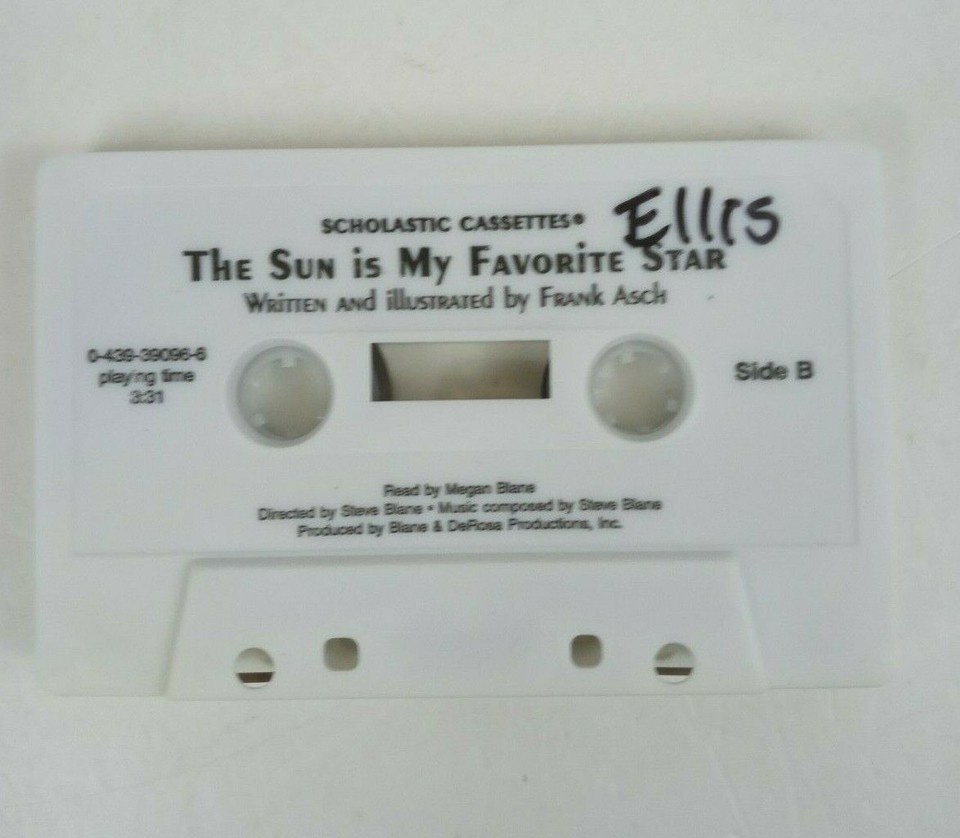 Ellis
SCHOLASTIC CASSETTES®
THE SUN is MY FAVORITE STAR
WRITTEN AND illUSTRATED by FRANK ASCH
0-439-39096-6
playing time
3:31
Side B
Read by Megan Blane
Directed by Steve Blane • Music composed by Steve Blane
Produced by Blane & DeRosa Productions, Inc.